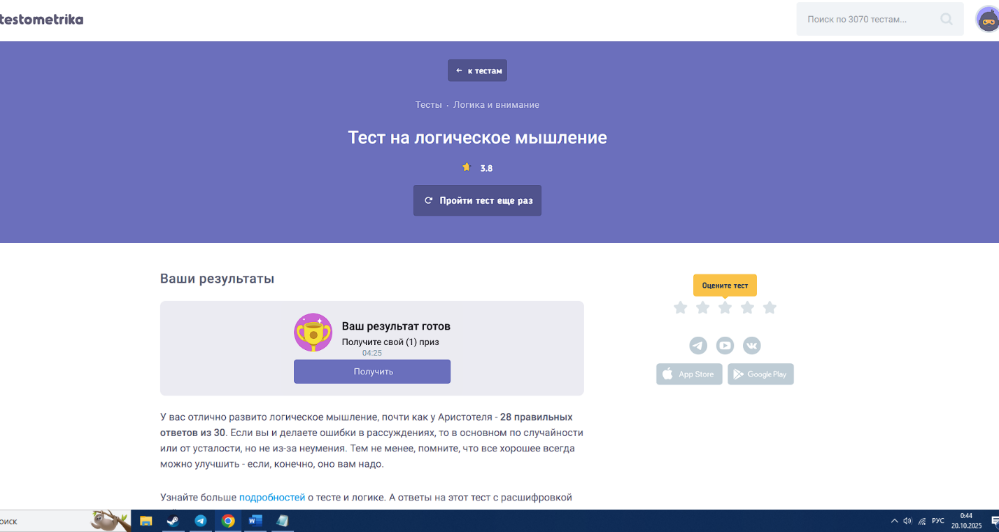 testometrika
Поиск по 3070 тестам...
← к тестам
Тесты · Логика и внимание
Тест на логическое мышление
3.8
Пройти тест еще раз
Ваши результаты
Ваш результат готов
Получите свой (1) приз
04:25
Получить
Оцените тест
App Store
Google Play
У вас отлично развито логическое мышление, почти как у Аристотеля - 28 правильных
ответов из 30. Если вы и делаете ошибки в рассуждениях, то в основном по случайности
или от усталости, но не из-за неумения. Тем не менее, помните, что все хорошее всегда
можно улучшить - если, конечно, оно вам надо.
Узнайте больше подробностей о тесте и логике. А ответы на этот тест с расшифровкой
оиск
РУС
0:44
20.10.2025